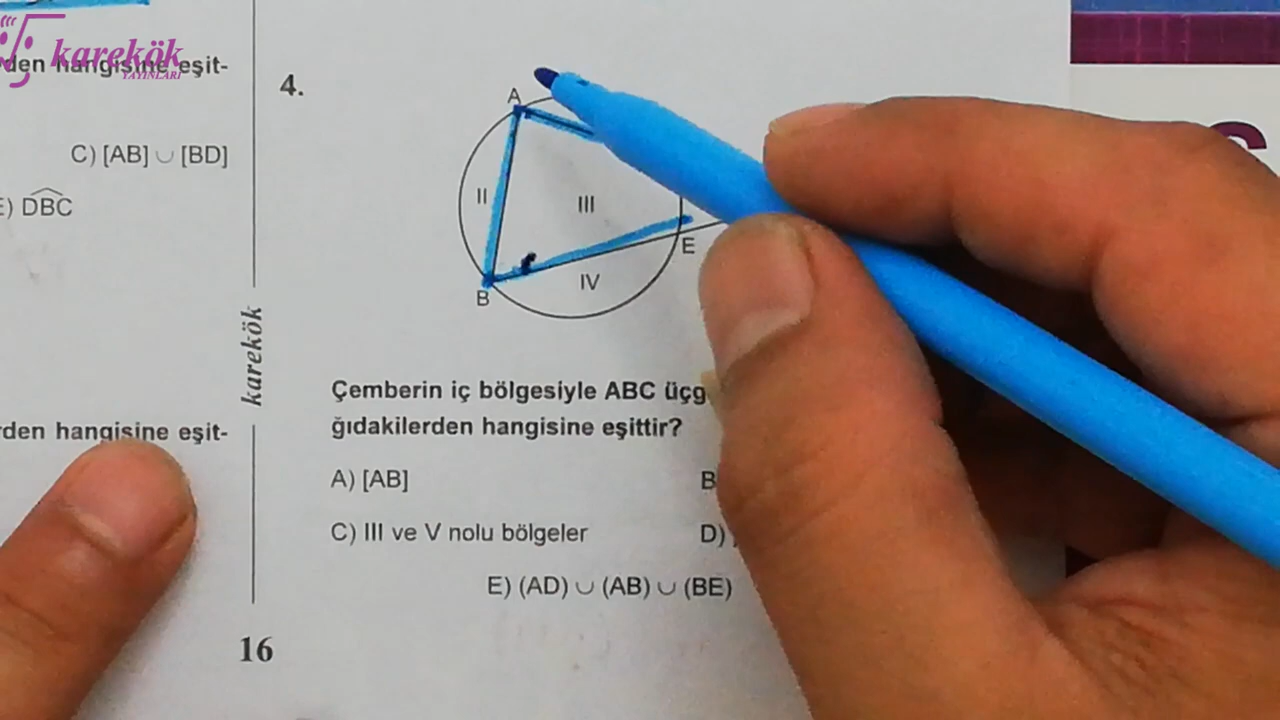 karekök
YAYINLARI
den hangisine eşit-
C) [AB] ∪ [BD]
E) DBC
rden hangisine eşit-
karekök
16
4.
A
II
III
E
IV
B
Çemberin iç bölgesiyle ABC üçg
ğıdakilerden hangisine eşittir?
A) [AB]
B
C) III ve V nolu bölgeler
D)
E) (AD) ∪ (AB) ∪ (BE)